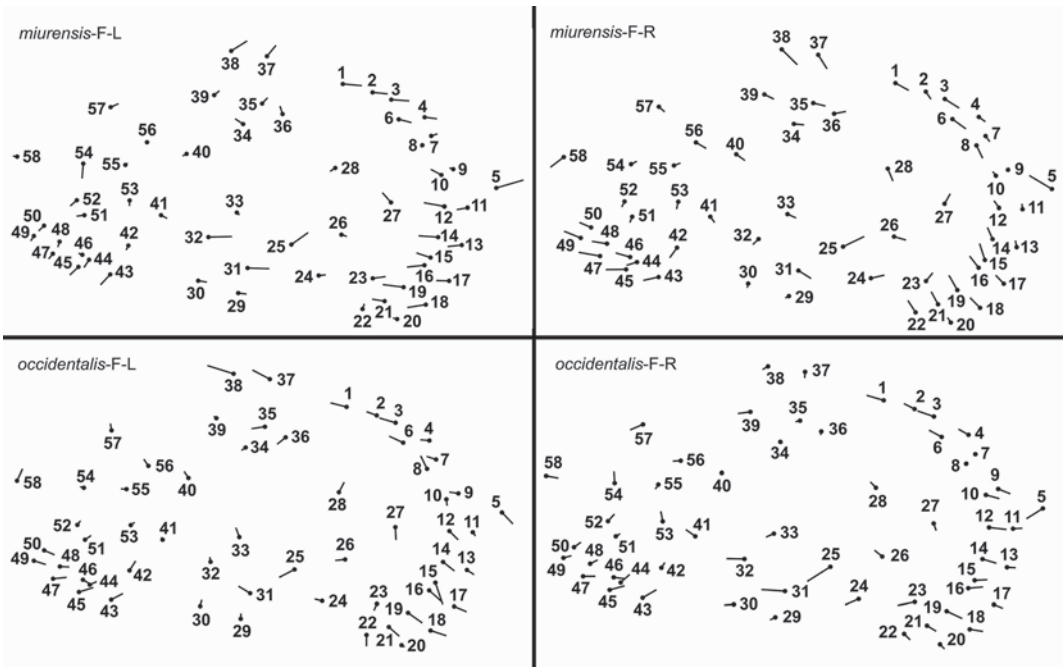 miurensis-F-L
38 37
1 2 3
57 39 35 4
36 6
56 34 8 7
58 54 55 40 28 9
10 5
52 53 41 33 27
50 51 26 12 11
49 48 42 32 25 14 13
47 46 44
45 43 31 24 23 15
30 16 17
29 19 18
22 21 20
miurensis-F-R
38 37
1 2 3
39 35 4
57 34 36 6 7
56 40 8
58 54 55 28 9
52 53 33 10 5
50 51 41 27 12 11
48 42 32 25 26
49 46 44 14 13
47 45 43 31 24 15
30 29 23 16 17
19 18
22 21 20
occidentalis-F-L
38 37
1 2 3
39 35 6 4
57 34 36
56 8 7
58 54 55 40 28 10 9 5
52 53 41 27 12 11
50 51 33 26
49 48 46 44 42 32 25 14 13
47 45 43 31 24 15
30 29 23 16 17
19 18
22 21 20
occidentalis-F-R
38 37
1 2 3
39 35 36 6 4
57 34 7
58 56 8
54 55 40 28 9
52 53 41 33 27 10 5
50 51 12 11
49 48 46 44 42 32 25 26 14 13
47 45 43 31 24 15
30 29 23 16 17
19 18
22 21 20